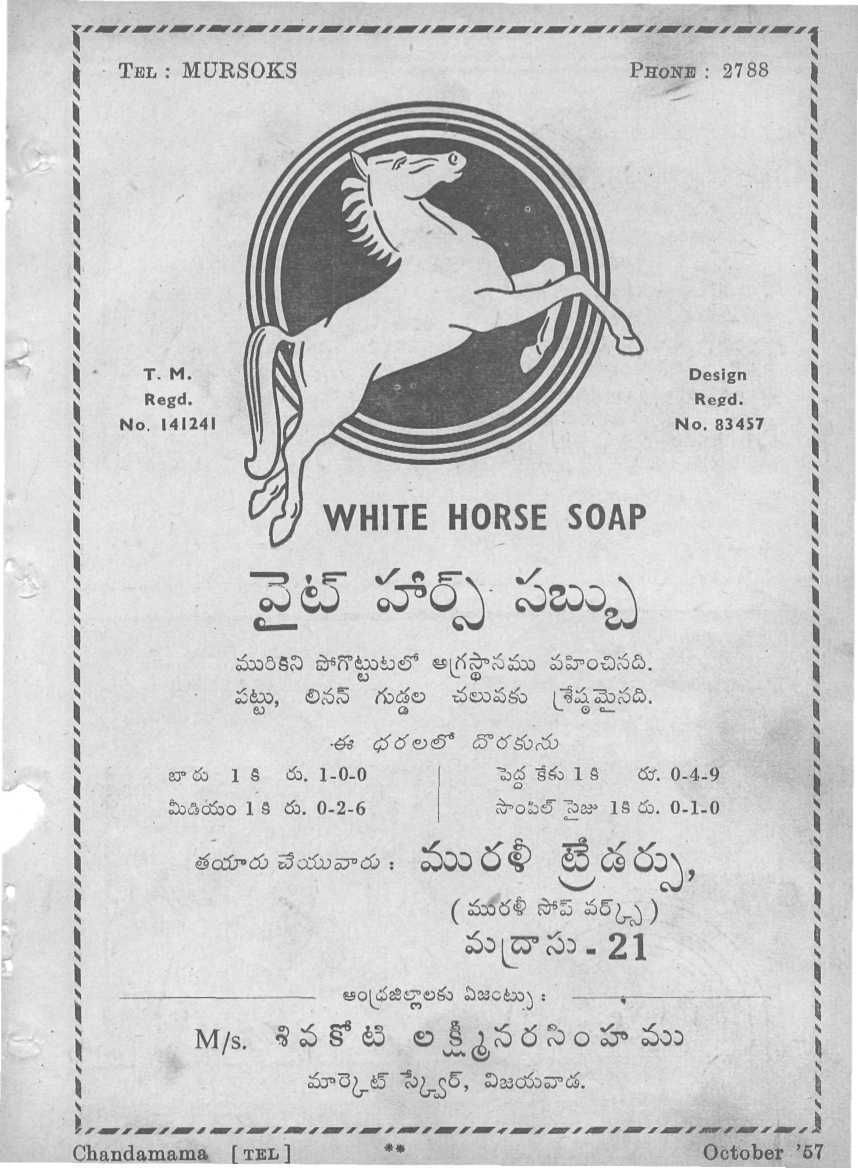 TEL : MURSOKS PHONE : 2788
T. M. Design
Regd. Regd.
No. 141241 No. 83457
WHITE HORSE SOAP
వైట్ హార్స్ సబ్బు
మురికిని పోగొట్టుటలో అగ్రస్థానము వహించినది.
పట్టు, లినన్ గుడ్డల చలువకు శ్రేష్ఠమైనది.
ఈ ధరలలో దొరకును
బారు 1 కి రు. 1-0-0 పెద్ద కేకు 1 కి రూ. 0-4-9
మీడియం 1 కి రు. 0-2-6 సాంపిల్ సైజు 1కి రు. 0-1-0
తయారు చేయువారు : మురళీ ట్రేడర్సు,
( మురళీ సోప్ వర్క్స్ )
మద్రాసు - 21
ఆంధ్రజిల్లాలకు ఏజంట్సు :
M/s. శివకోటి లక్ష్మీనరసింహము
మార్కెట్ స్క్వేర్, విజయవాడ.
Chandamama [TEL] ** October '57